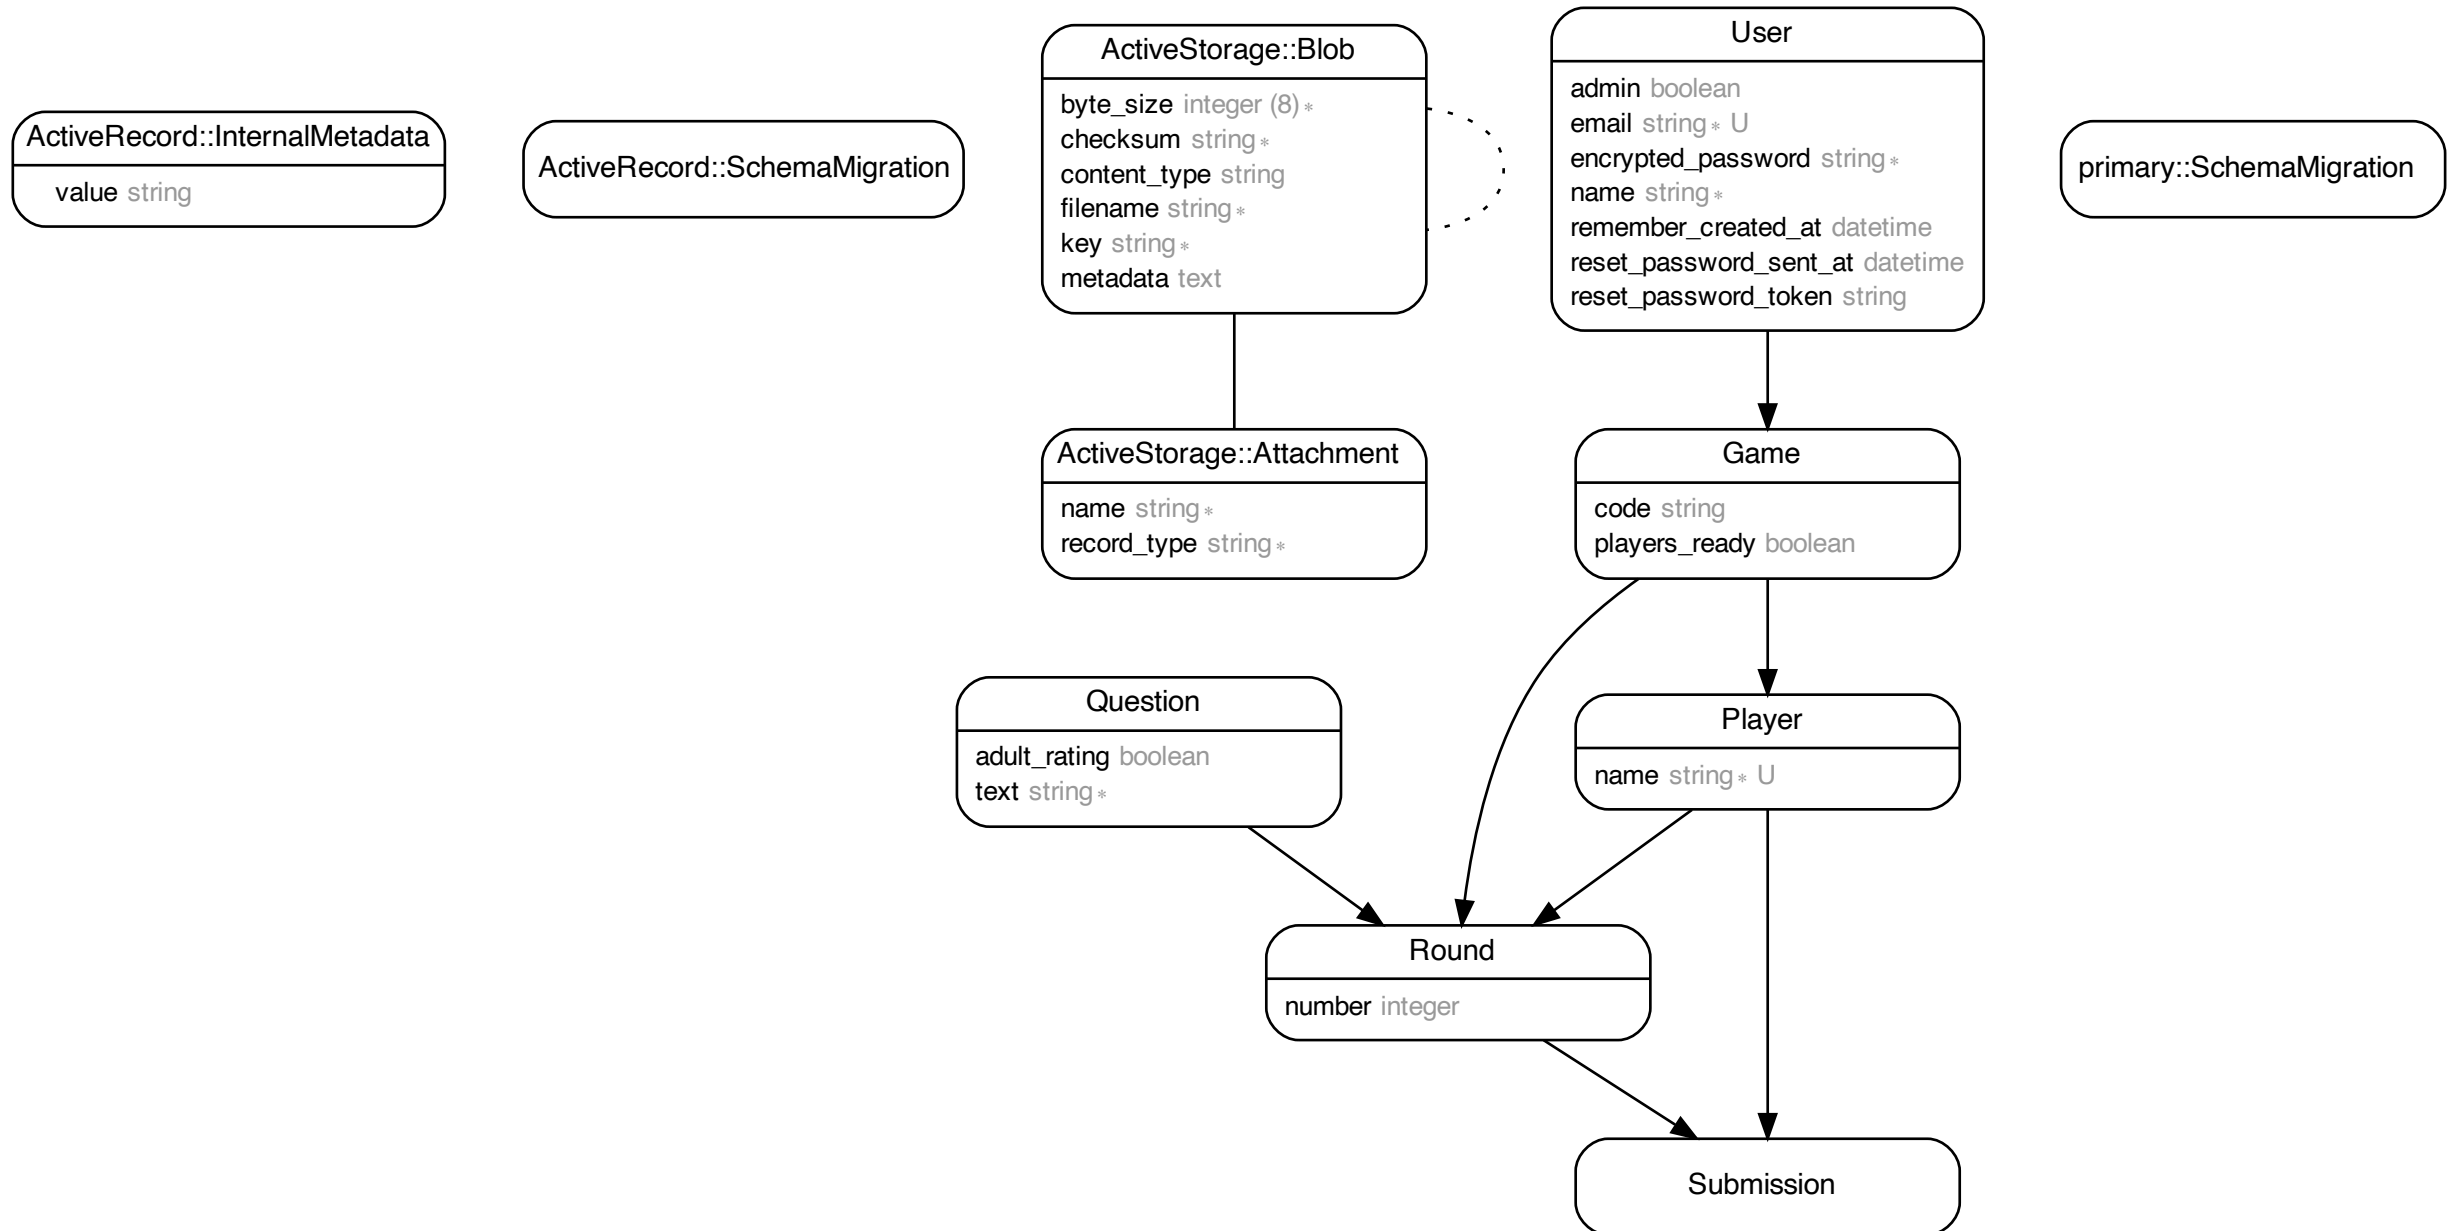 ActiveRecord::InternalMetadata
value string
ActiveRecord::SchemaMigration
ActiveStorage::Blob
byte_size integer (8) *
checksum string *
content_type string
filename string *
key string *
metadata text
User
admin boolean
email string * U
encrypted_password string *
name string *
remember_created_at datetime
reset_password_sent_at datetime
reset_password_token string
primary::SchemaMigration
ActiveStorage::Attachment
name string *
record_type string *
Game
code string
players_ready boolean
Question
adult_rating boolean
text string *
Player
name string * U
Round
number integer
Submission